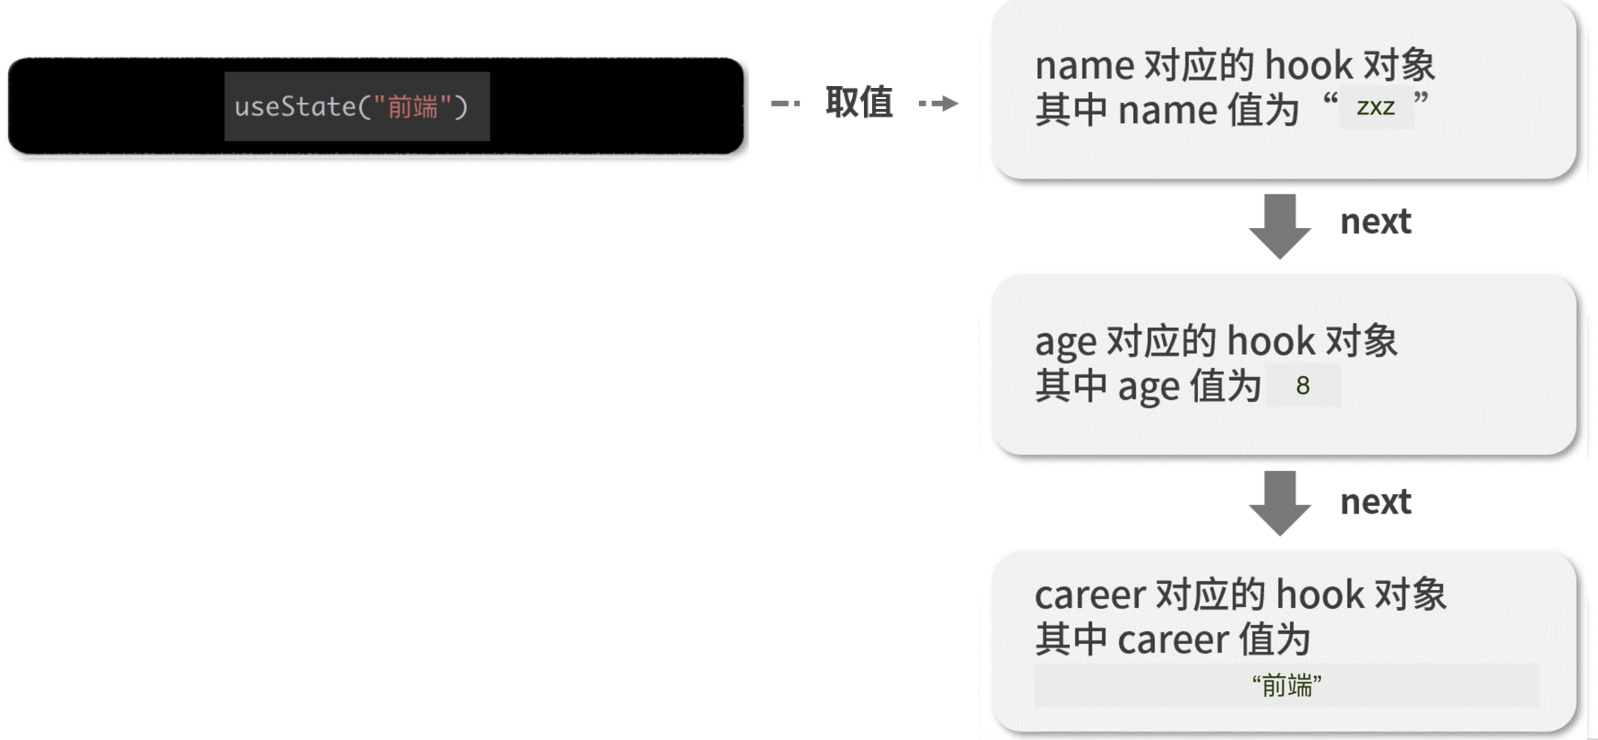 useState("前端")
取值
name 对应的 hook 对象
其中 name 值为 “ zxz ”
next
age 对应的 hook 对象
其中 age 值为 8
next
career 对应的 hook 对象
其中 career 值为
“前端”